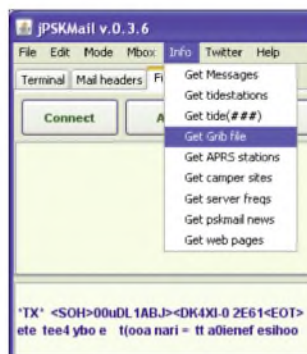 jPSKMail v.0.3.6
File Edit Mode Mbox Info Twitter Help
Terminal Mail headers Fi
Connect A
Get Messages
Get tidestations
Get tide(###)
Get Grib file
Get APRS stations
Get camper sites
Get server freqs
Get pskmail news
Get web pages
*TX* <SOH>00uDL1ABJ><DK4XI-0 2E61<EOT>
ete tee4 ybo e t(ooa nari = tt a0ienef esihoo